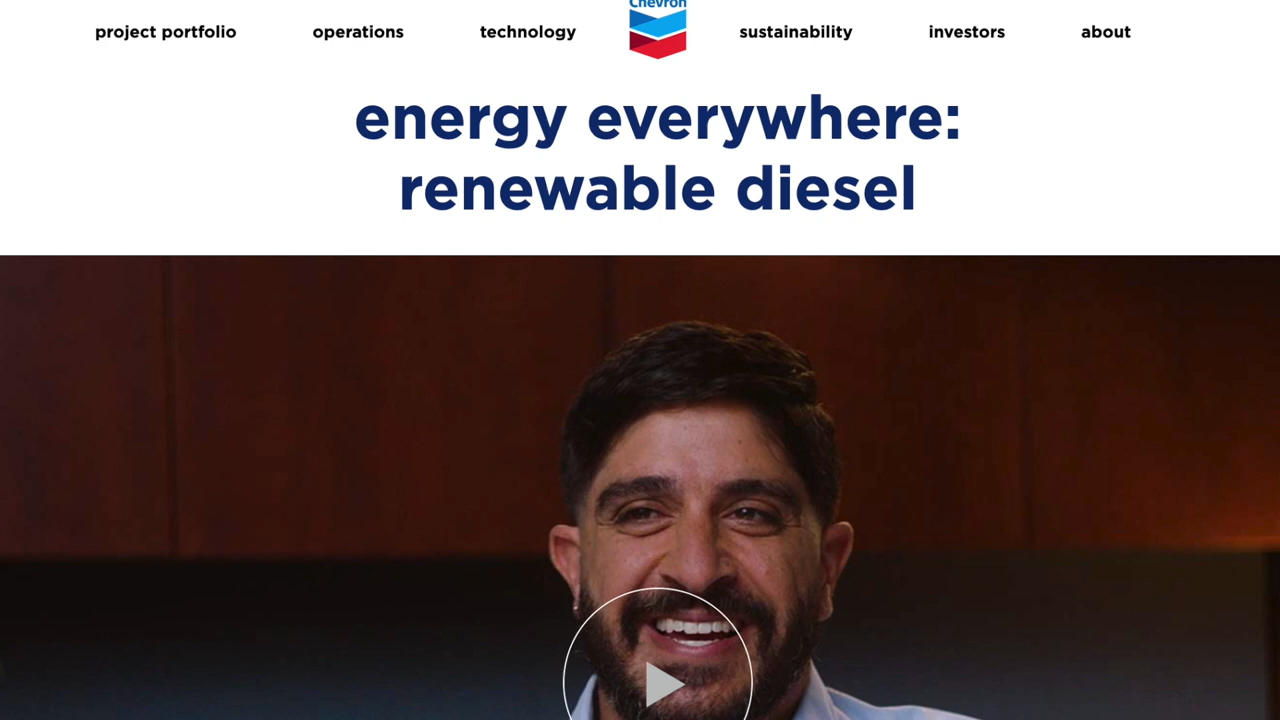 Chevron
project portfolio operations technology sustainability investors about
energy everywhere:
renewable diesel